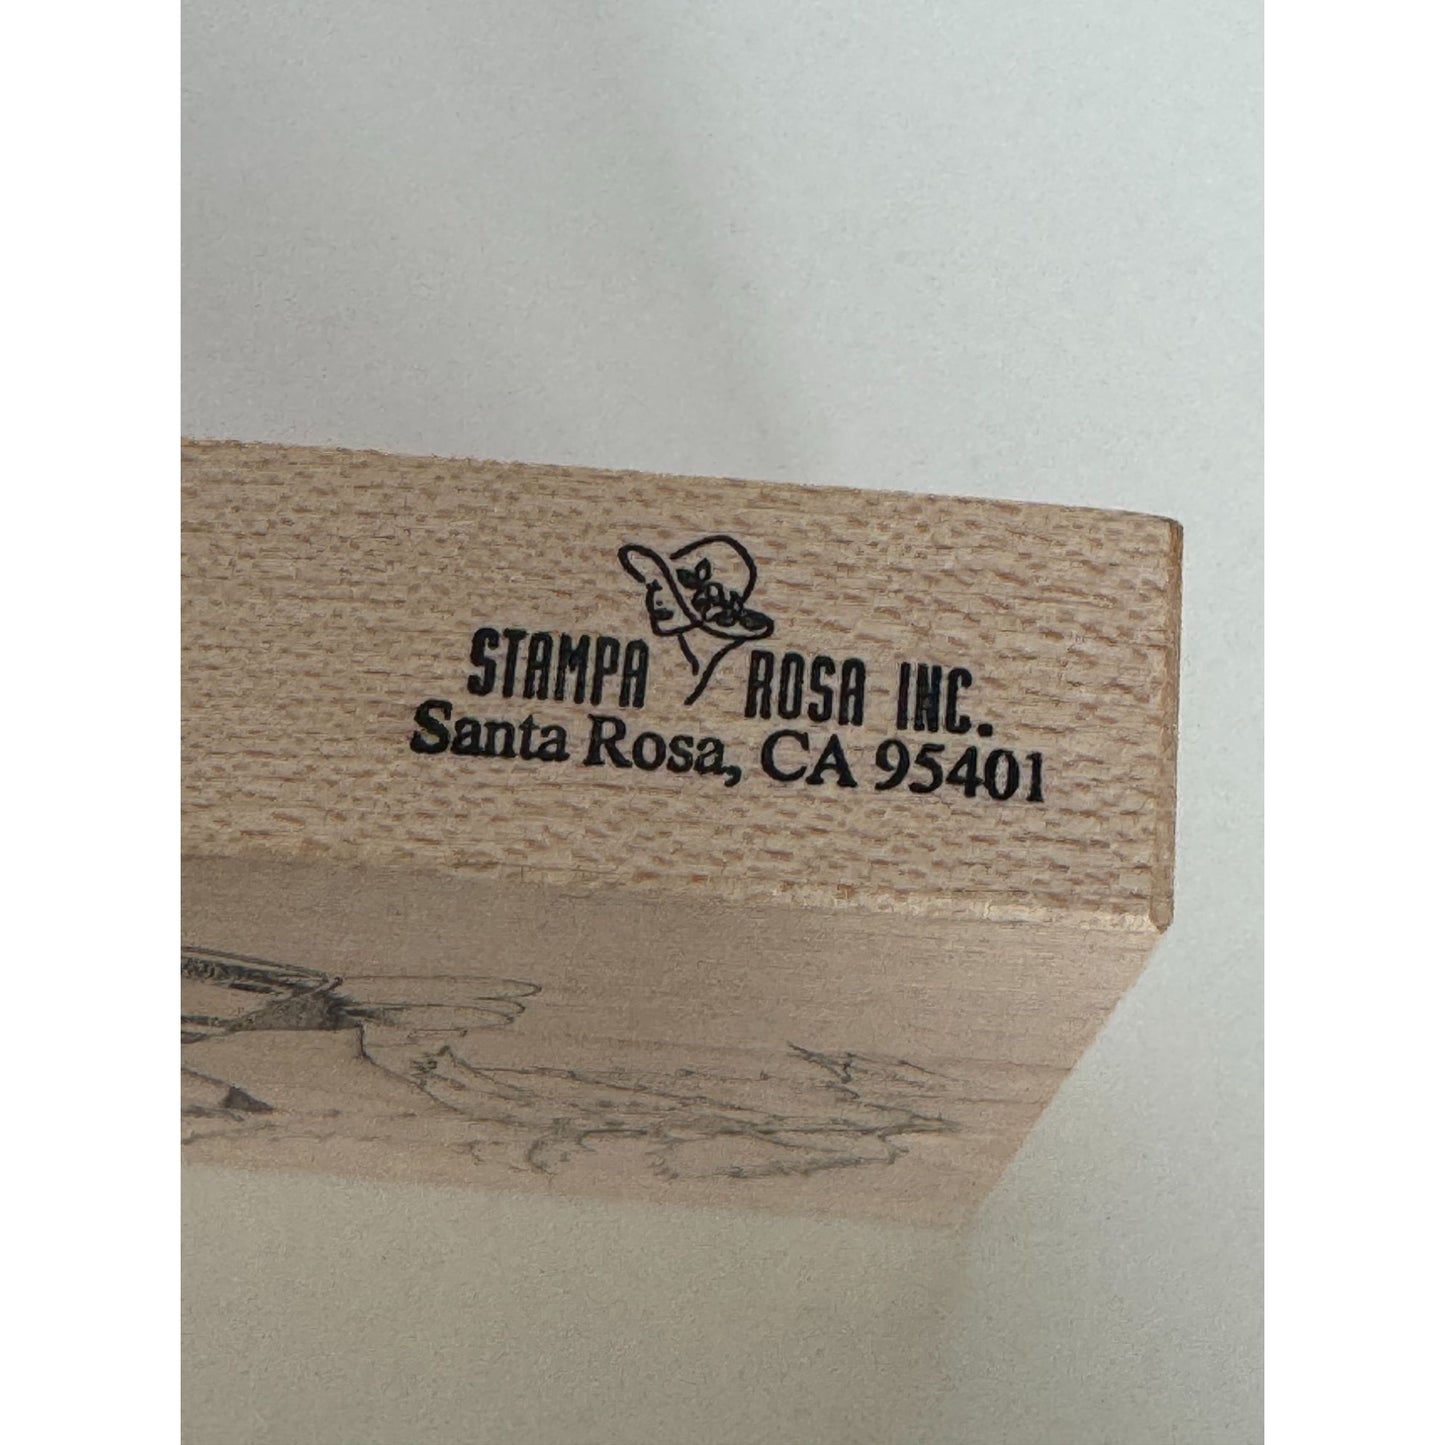 STAMPA ROSA INC.
Santa Rosa, CA 95401